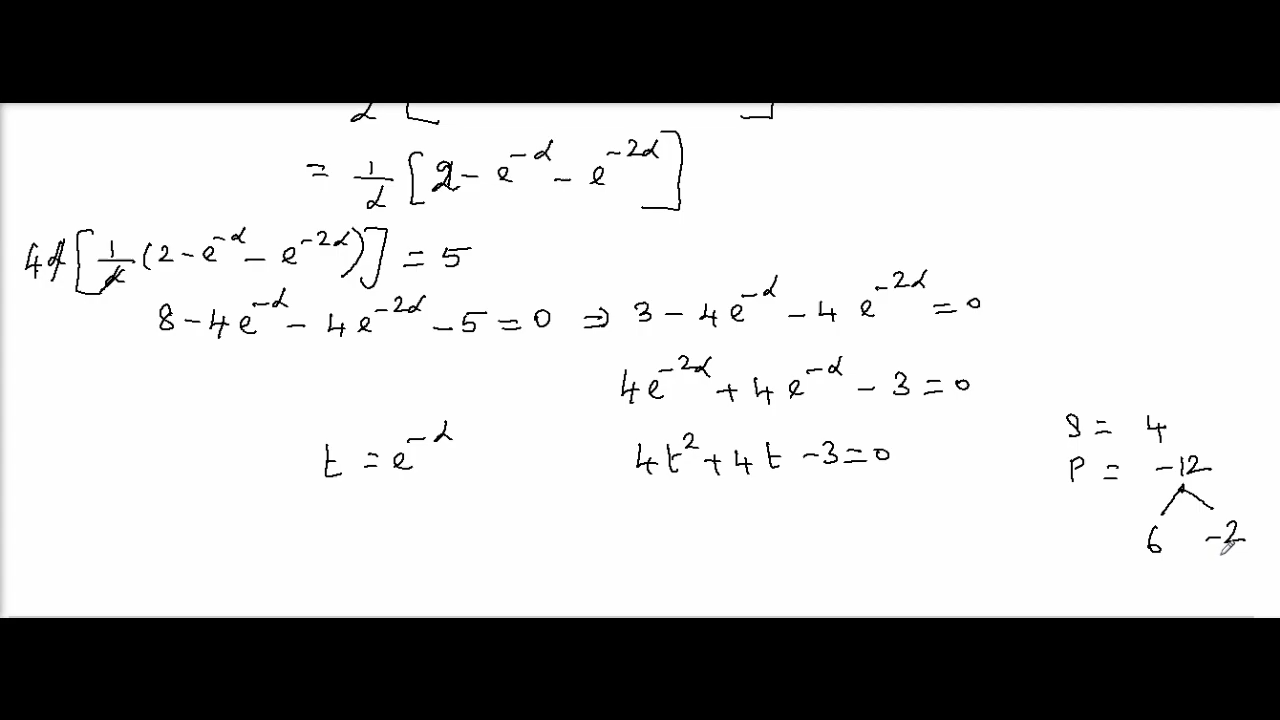 α [ ]
= 1/α [2 - e^{-α} - e^{-2α}]
4α [1/α (2 - e^{-α} - e^{-2α})] = 5
8 - 4e^{-α} - 4e^{-2α} - 5 = 0 ⇒ 3 - 4e^{-α} - 4 e^{-2α} = 0
4e^{-2α} + 4e^{-α} - 3 = 0
t = e^{-α} 4t² + 4t - 3 = 0
S = 4
P = -12
6 -2